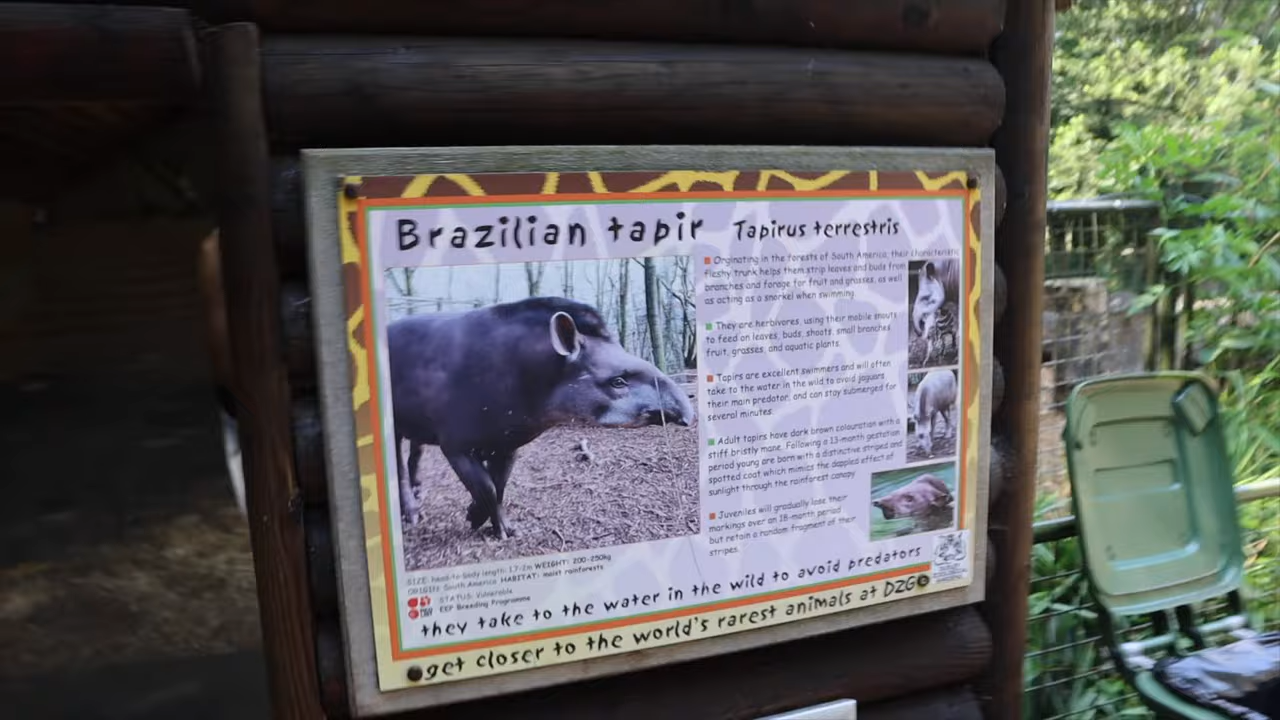 Brazilian tapir Tapirus terrestris
Orginating in the forests of South America, their characteristic
fleshy trunk helps them strip leaves and buds from
branches and forage for fruit and grasses, as well
as acting as a snorkel when swimming.
They are herbivores, using their mobile snouts
to feed on leaves, buds, shoots, small branches
fruit, grasses, and aquatic plants.
Tapirs are excellent swimmers and will often
take to the water in the wild to avoid jaguars
their main predator, and can stay submerged for
several minutes.
Adult tapirs have dark brown colouration with a
stiff bristly mane. Following a 13-month gestation
period young are born with a distinctive striped and
spotted coat which mimics the dappled effect of
sunlight through the rainforest canopy
Juveniles will gradually lose their
markings over an 18-month period
but retain a random fragment of their
stripes.
SIZE: head-to-body length: 1.7-2m WEIGHT: 200-250kg
ORIGIN: South America HABITAT: moist rainforests
STATUS: Vulnerable
EEP Breeding Programme
they take to the water in the wild to avoid predators
get closer to the world's rarest animals at DZG